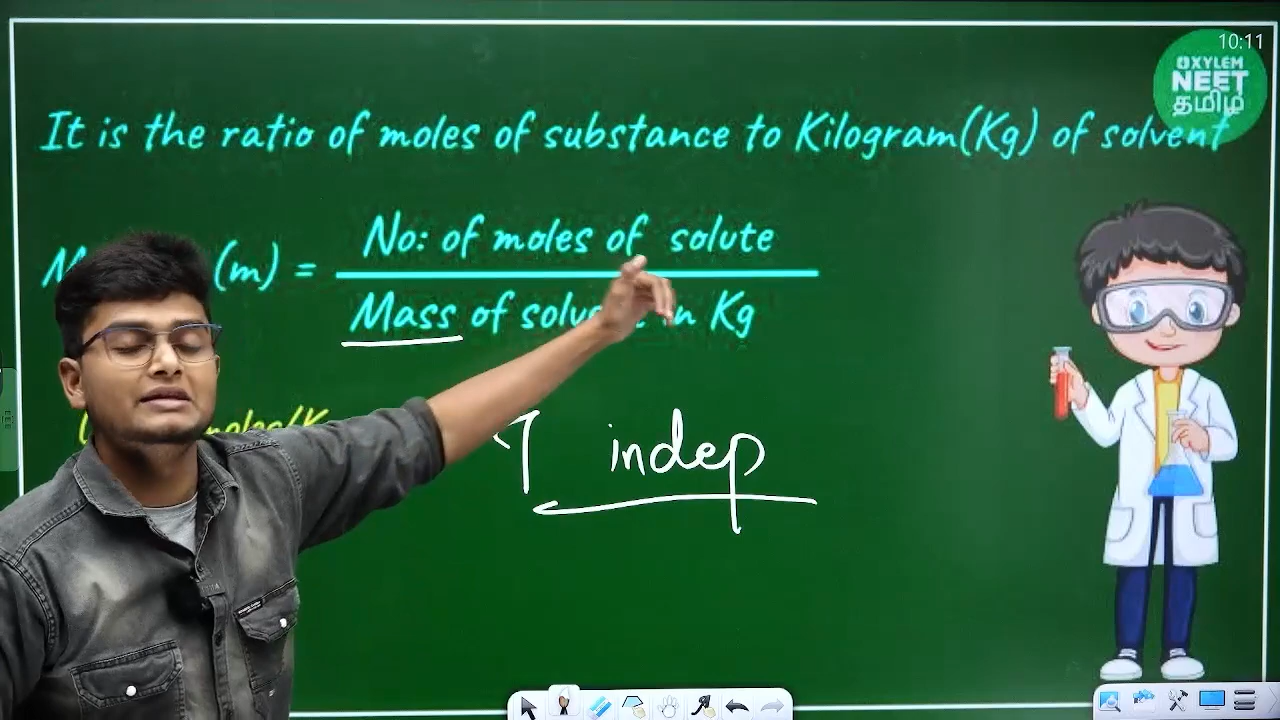 10:11
OXYLEM
NEET
தமிழ்
It is the ratio of moles of substance to Kilogram(Kg) of solvent
(m) = No: of moles of solute
Mass of in Kg
indep